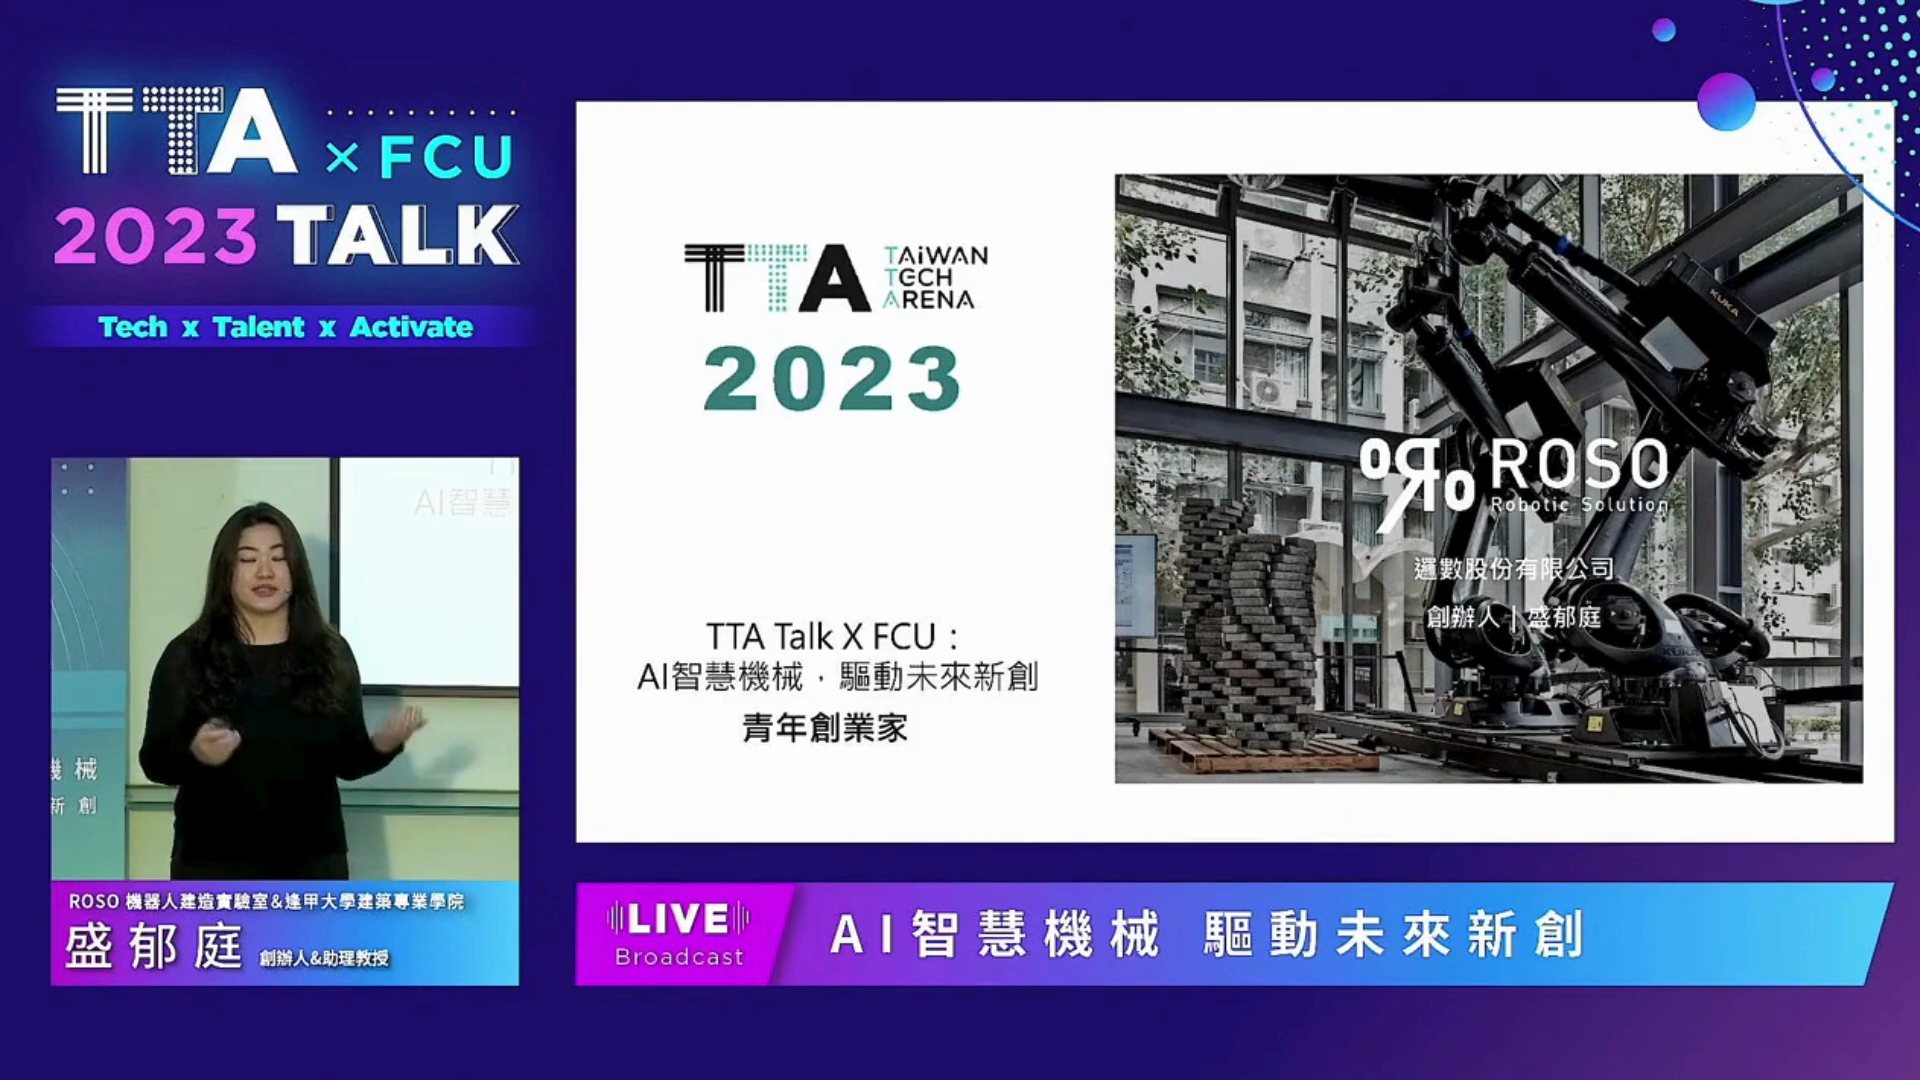 TTA × FCU
2023 TALK
Tech x Talent x Activate
AI智慧
機械
新創
ROSO 機器人建造實驗室&逢甲大學建築專業學院
盛郁庭 創辦人&助理教授
TTA TAIWAN TECH ARENA
2023
TTA Talk X FCU：
AI智慧機械，驅動未來新創
青年創業家
KUKA
ROSO
Robotic Solution
邏數股份有限公司
創辦人｜盛郁庭
KUKA
LIVE
Broadcast
AI智慧機械 驅動未來新創